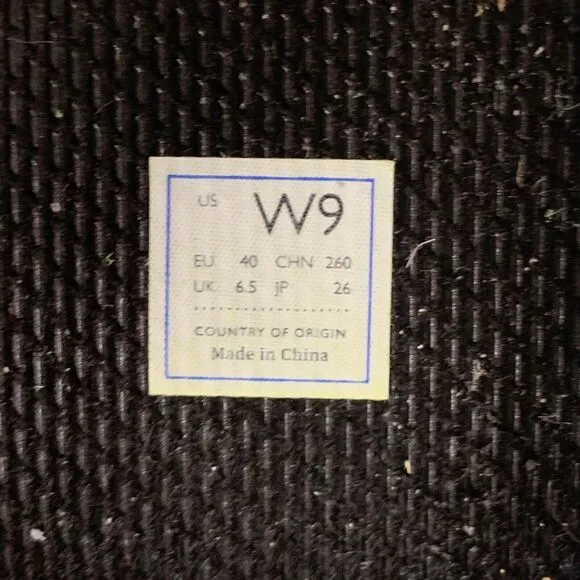 US W9
EU 40 CHN 260
UK 6.5 JP 26
COUNTRY OF ORIGIN
Made in China